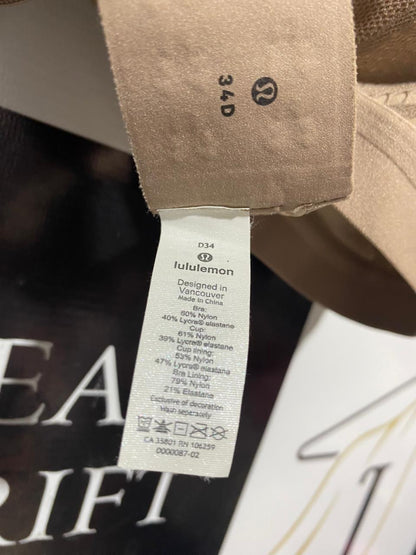 34D
D34
lululemon
Designed in
Vancouver
Made in China
Bra:
60% Nylon
40% Lycra® elastane
Cup:
61% Nylon
39% Lycra® elastane
Cup lining:
53% Nylon
47% Lycra® elastane
Bra Lining:
79% Nylon
21% Elastane
Exclusive of decoration
Wash separately
CA 35801 RN 106259
0000087-02
EA
RIFT